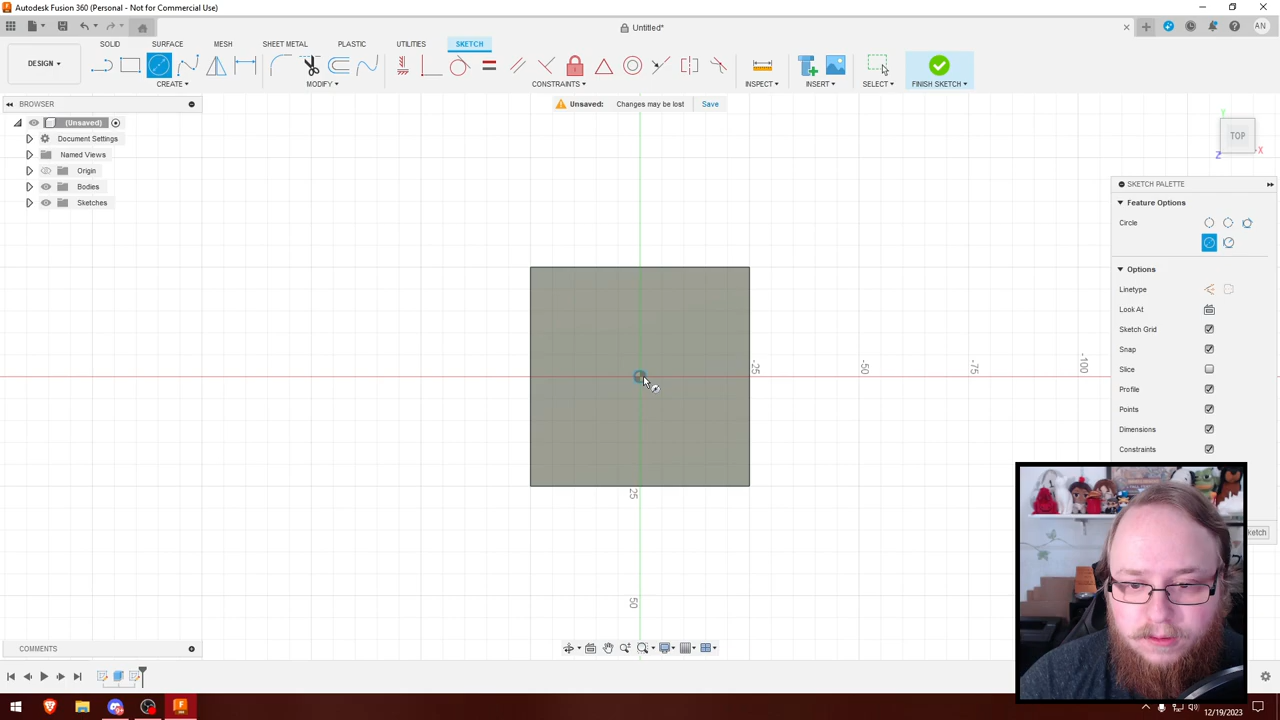 Autodesk Fusion 360 (Personal - Not for Commercial Use)
Untitled*
AN
DESIGN
SOLID SURFACE MESH SHEET METAL PLASTIC UTILITIES SKETCH
CREATE MODIFY CONSTRAINTS INSPECT INSERT SELECT FINISH SKETCH
BROWSER
Unsaved: Changes may be lost Save
(Unsaved)
Document Settings
Named Views
Origin
Bodies
Sketches
Y
TOP
X
Z
-25
-50
-75
-100
25
50
SKETCH PALETTE
Feature Options
Circle
Options
Linetype
Look At
Sketch Grid
Snap
Slice
Profile
Points
Dimensions
Constraints
ketch
COMMENTS
12/19/2023